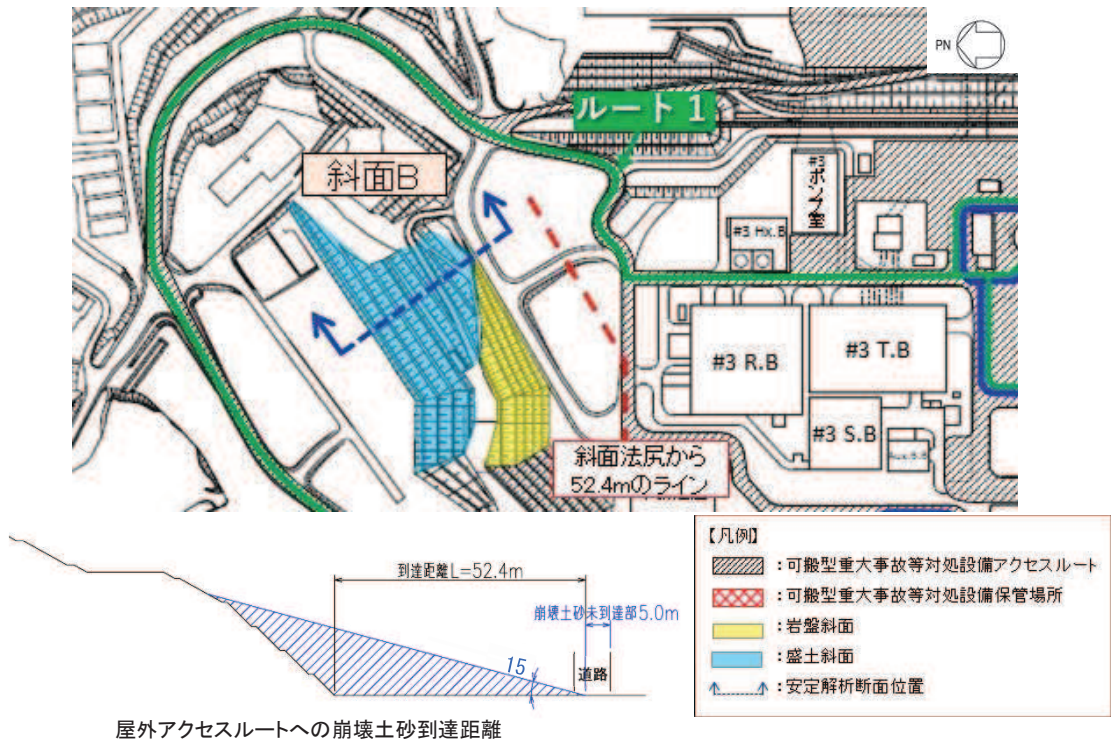 PN
ルート1
斜面B
#3 ポンプ室
#3 Hx.B
#3 R.B
#3 T.B
#3 S.B
斜面法尻から
52.4mのライン
到達距離L=52.4m
崩壊土砂未到達部5.0m
15
道路
屋外アクセスルートへの崩壊土砂到達距離
【凡例】
：可搬型重大事故等対処設備アクセスルート
：可搬型重大事故等対処設備保管場所
：岩盤斜面
：盛土斜面
：安定解析断面位置